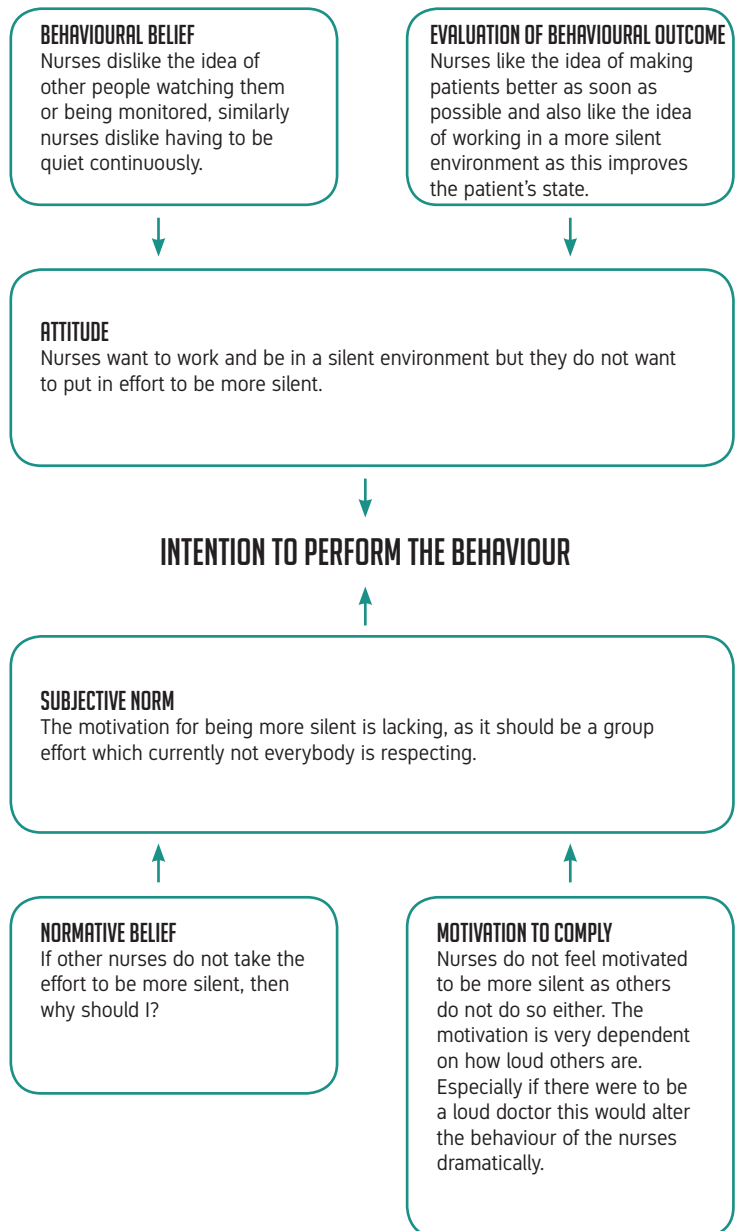 BEHAVIOURAL BELIEF
Nurses dislike the idea of
other people watching them
or being monitored, similarly
nurses dislike having to be
quiet continuously.
EVALUATION OF BEHAVIOURAL OUTCOME
Nurses like the idea of making
patients better as soon as
possible and also like the idea
of working in a more silent
environment as this improves
the patient's state.
ATTITUDE
Nurses want to work and be in a silent environment but they do not want
to put in effort to be more silent.
INTENTION TO PERFORM THE BEHAVIOUR
SUBJECTIVE NORM
The motivation for being more silent is lacking, as it should be a group
effort which currently not everybody is respecting.
NORMATIVE BELIEF
If other nurses do not take the
effort to be more silent, then
why should I?
MOTIVATION TO COMPLY
Nurses do not feel motivated
to be more silent as others
do not do so either. The
motivation is very dependent
on how loud others are.
Especially if there were to be
a loud doctor this would alter
the behaviour of the nurses
dramatically.